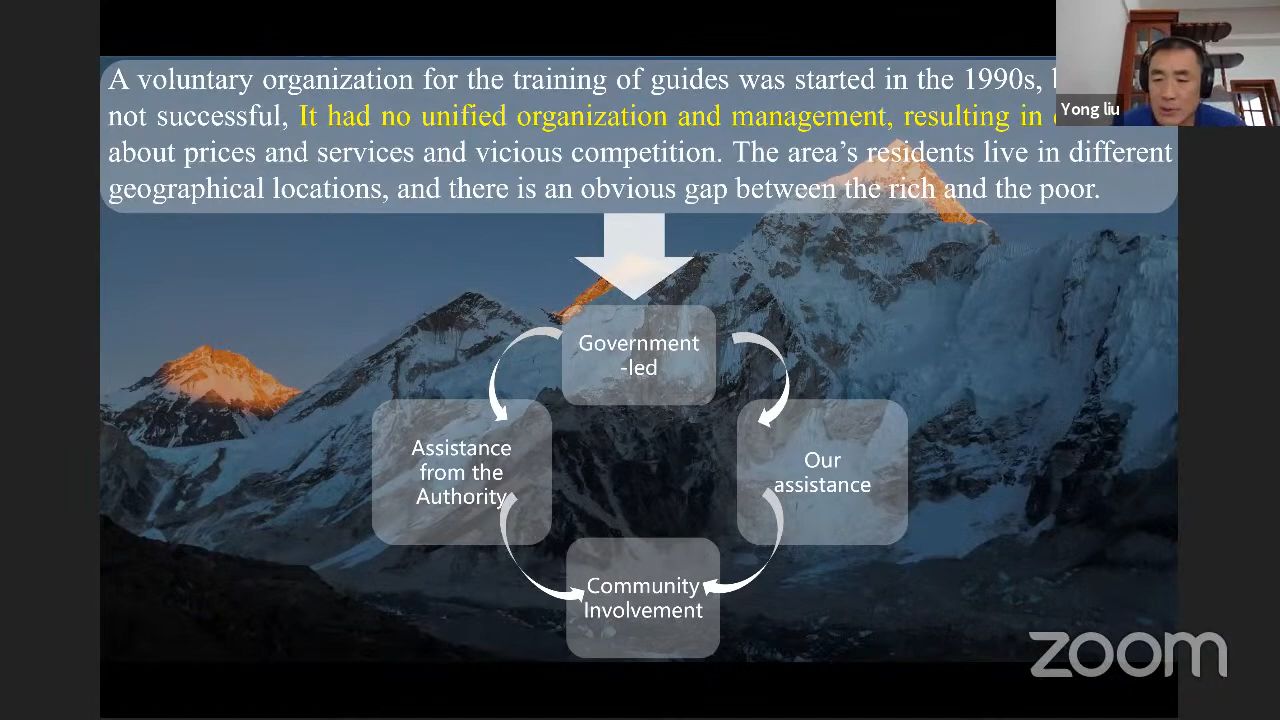 A voluntary organization for the training of guides was started in the 1990s,
not successful, It had no unified organization and management, resulting in
about prices and services and vicious competition. The area's residents live in different
geographical locations, and there is an obvious gap between the rich and the poor.
Yong liu
Government
-led
Assistance
from the
Authority
Our
assistance
Community
Involvement
zoom